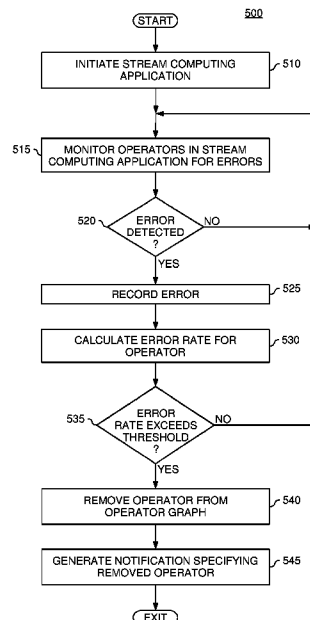 START
500
INITIATE STREAM COMPUTING
APPLICATION
510
515
MONITOR OPERATORS IN STREAM
COMPUTING APPLICATION FOR ERRORS
520
ERROR
DETECTED
?
NO
YES
RECORD ERROR
525
CALCULATE ERROR RATE FOR
OPERATOR
530
535
ERROR
RATE EXCEEDS
THRESHOLD
?
NO
YES
REMOVE OPERATOR FROM
OPERATOR GRAPH
540
GENERATE NOTIFICATION SPECIFYING
REMOVED OPERATOR
545
EXIT